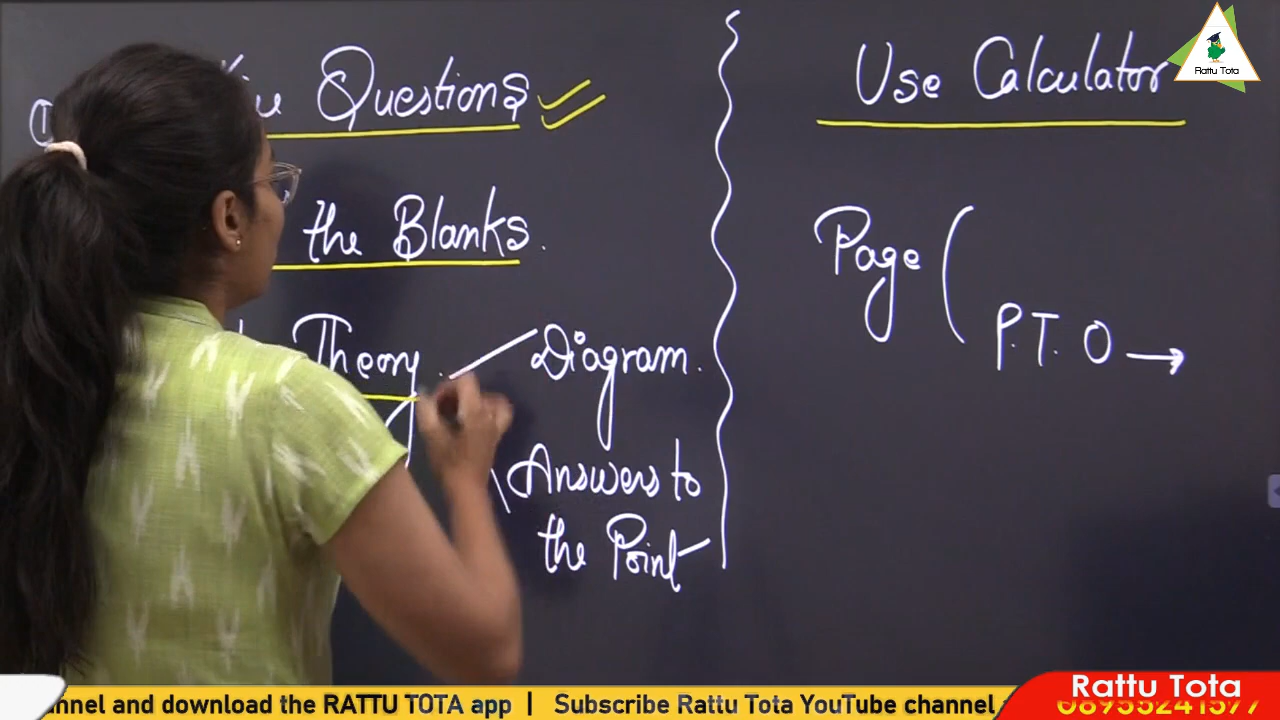 Questions
the Blanks.
Theory
Diagram.
Answers to
the Point
Use Calculator
Page (
P.T.O →
Rattu Tota
and download the RATTU TOTA app | Subscribe Rattu Tota YouTube channel
Rattu Tota
08955241577